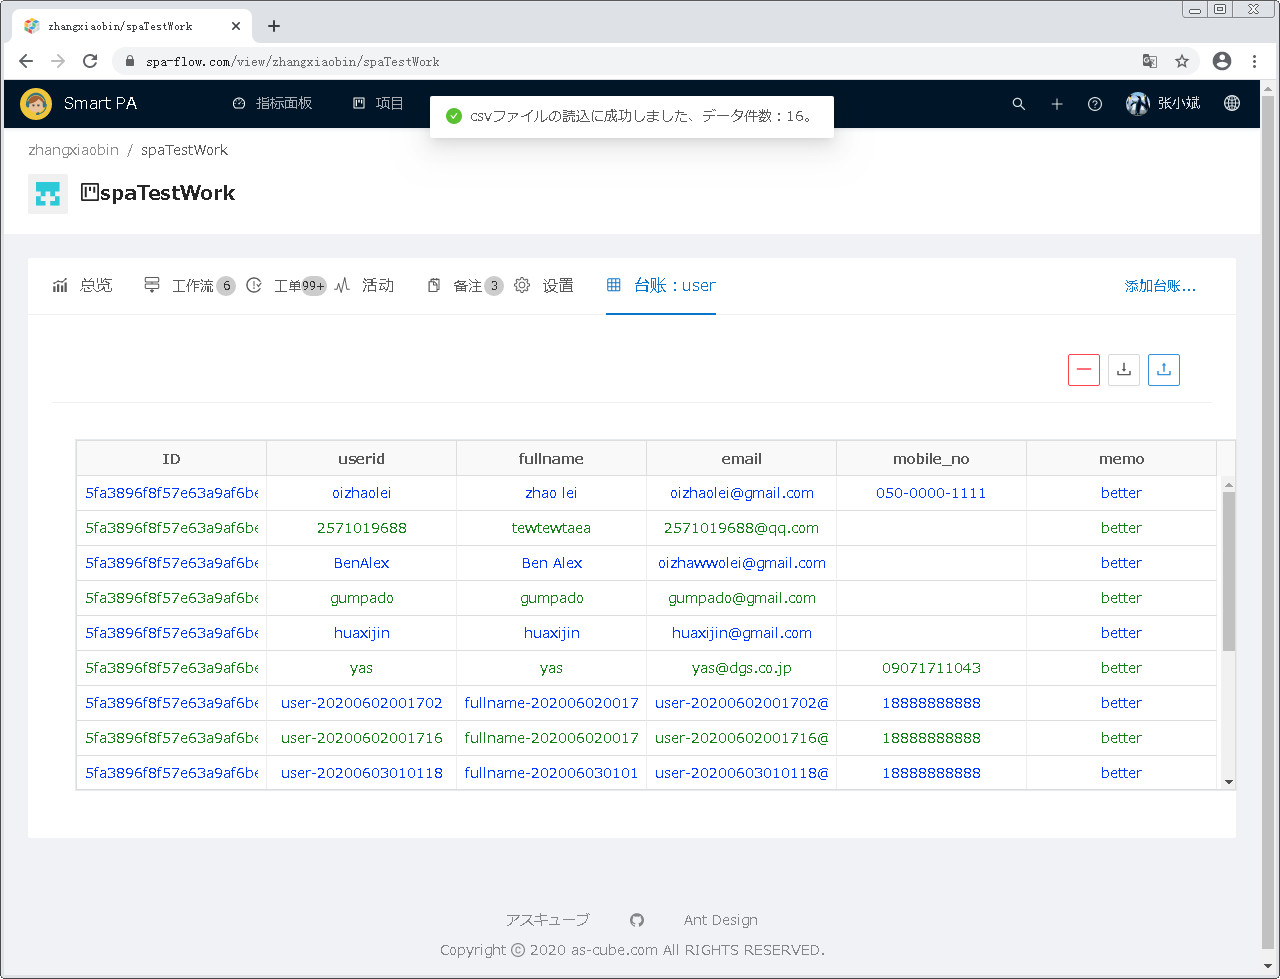 zhangxiaobin/spaTestWork
spa-flow.com/view/zhangxiaobin/spaTestWork
Smart PA 指标面板 项目 张小斌
csvファイルの読込に成功しました、データ件数：16。
zhangxiaobin / spaTestWork
spaTestWork
总览 工作流 6 工单 99+ 活动 备注 3 设置 台账：user 添加台账...
ID userid fullname email mobile_no memo
5fa3896f8f57e63a9af6be oizhaolei zhao lei oizhaolei@gmail.com 050-0000-1111 better
5fa3896f8f57e63a9af6be 2571019688 tewtewtaea 2571019688@qq.com better
5fa3896f8f57e63a9af6be BenAlex Ben Alex oizhawwolei@gmail.com better
5fa3896f8f57e63a9af6be gumpado gumpado gumpado@gmail.com better
5fa3896f8f57e63a9af6be huaxijin huaxijin huaxijin@gmail.com better
5fa3896f8f57e63a9af6be yas yas yas@dgs.co.jp 09071711043 better
5fa3896f8f57e63a9af6be user-20200602001702 fullname-202006020017 user-20200602001702@ 18888888888 better
5fa3896f8f57e63a9af6be user-20200602001716 fullname-202006020017 user-20200602001716@ 18888888888 better
5fa3896f8f57e63a9af6be user-20200603010118 fullname-202006030101 user-20200603010118@ 18888888888 better
アスキューブ Ant Design
Copyright © 2020 as-cube.com All RIGHTS RESERVED.